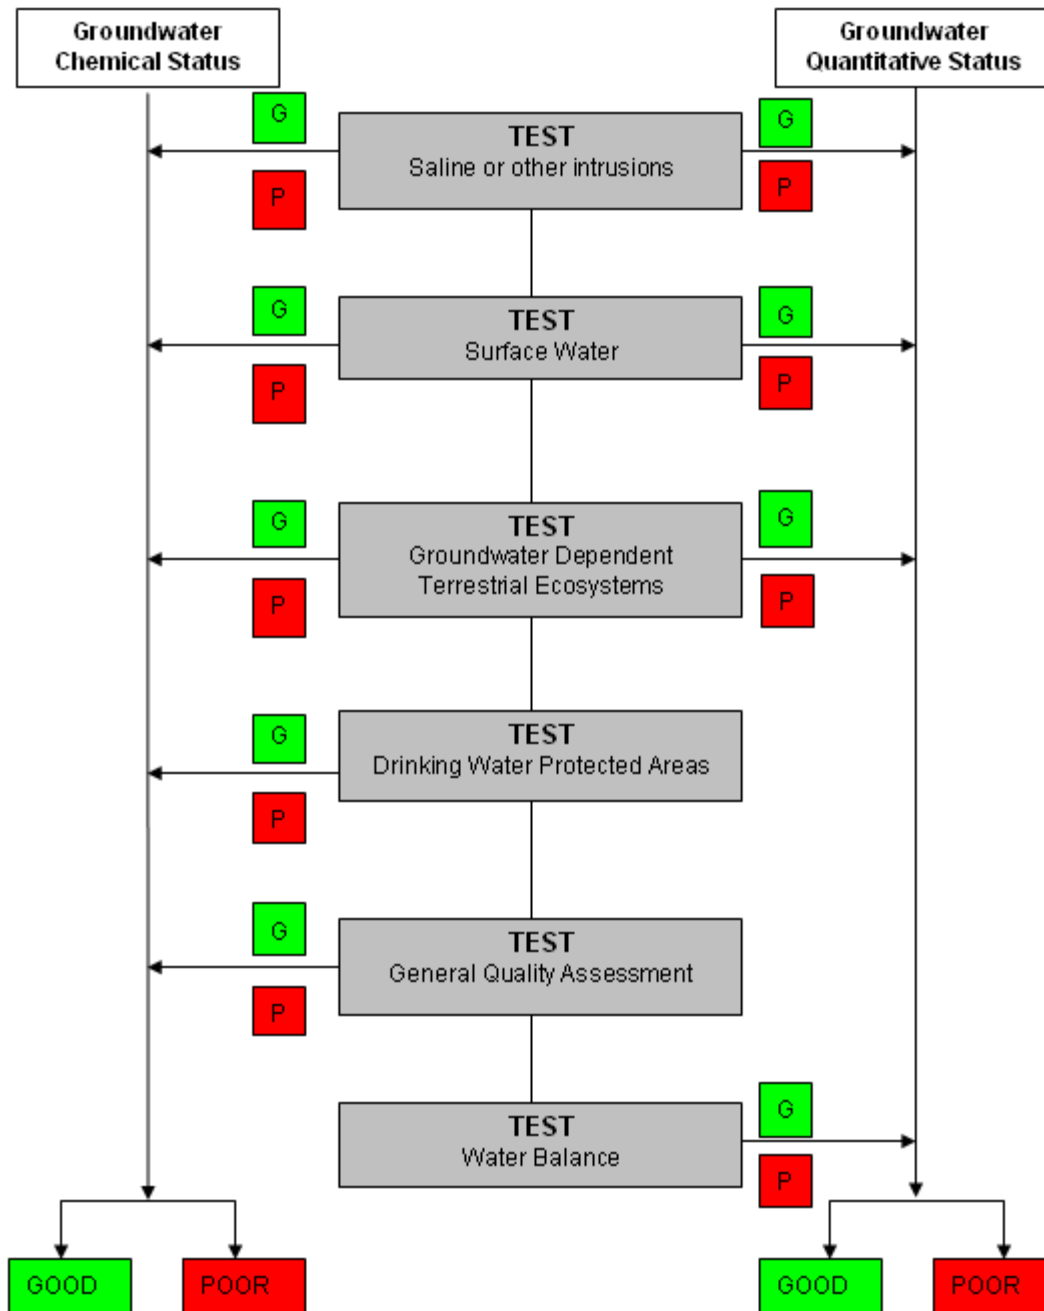 Groundwater
Chemical Status
Groundwater
Quantitative Status
G
TEST
Saline or other intrusions
G
P
P
G
TEST
Surface Water
G
P
P
G
TEST
Groundwater Dependent
Terrestrial Ecosystems
G
P
P
G
TEST
Drinking Water Protected Areas
P
G
TEST
General Quality Assessment
P
TEST
Water Balance
G
P
GOOD
POOR
GOOD
POOR